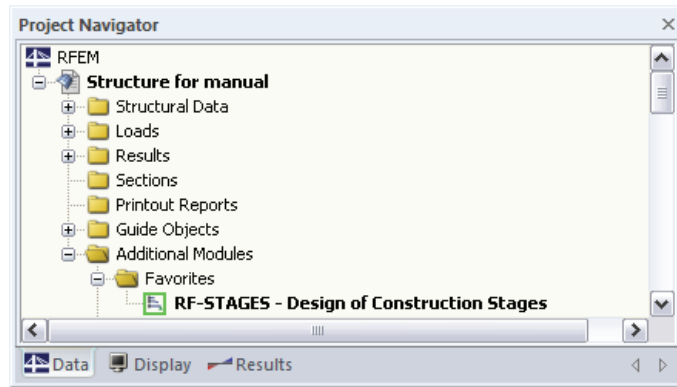 Project Navigator
RFEM
Structure for manual
Structural Data
Loads
Results
Sections
Printout Reports
Guide Objects
Additional Modules
Favorites
RF-STAGES - Design of Construction Stages
Data Display Results